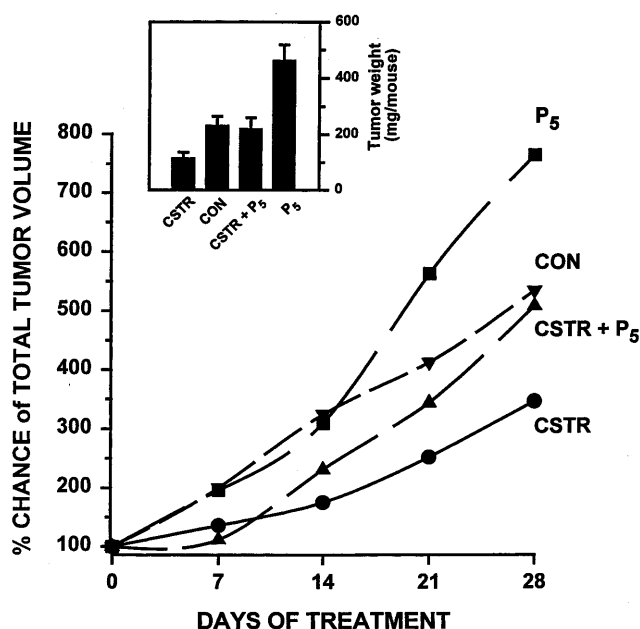 600
400
200
0
Tumor weight
(mg/mouse)
CSTR
CON
CSTR + P5
P5
800
700
600
500
400
300
200
100
% CHANCE of TOTAL TUMOR VOLUME
P5
CON
CSTR + P5
CSTR
0
7
14
21
28
DAYS OF TREATMENT